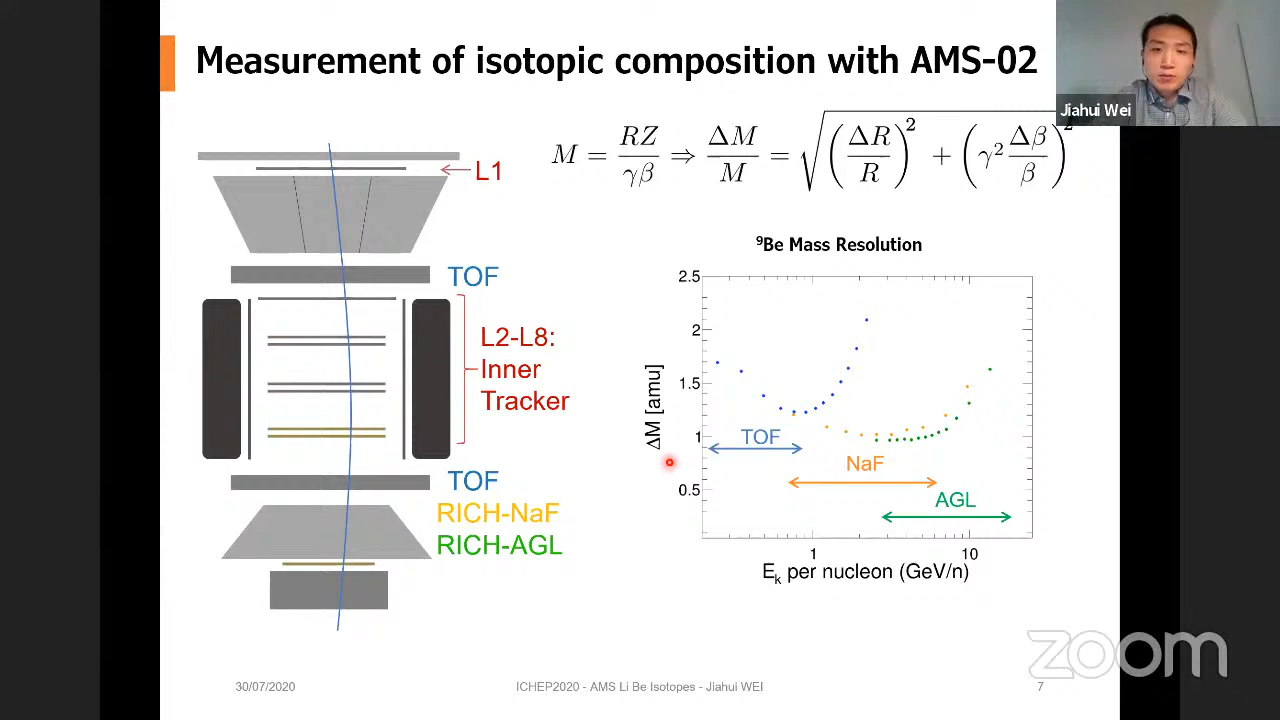 Measurement of isotopic composition with AMS-02
Jiahui Wei
M = RZ/γβ ⇒ ΔM/M = √((ΔR/R)² + (γ² Δβ/β)²)
L1
TOF
L2-L8:
Inner
Tracker
TOF
RICH-NaF
RICH-AGL
⁹Be Mass Resolution
2.5
2
1.5
1
0.5
ΔM [amu]
TOF
NaF
AGL
1
10
Eₖ per nucleon (GeV/n)
zoom
30/07/2020
ICHEP2020 - AMS Li Be Isotopes - Jiahui WEI
7